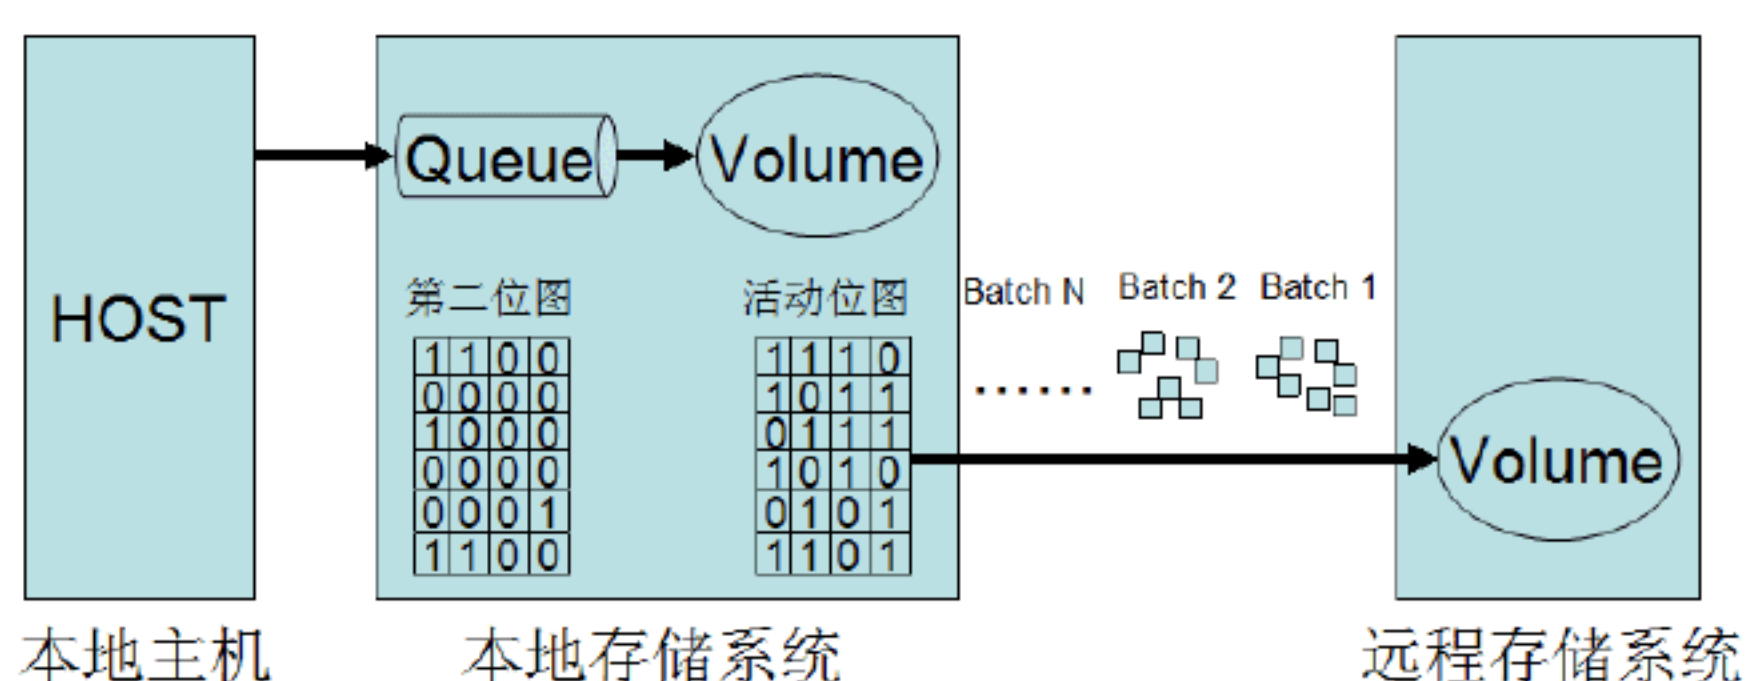 HOST
本地主机
Queue
Volume
第二位图
1 1 0 0
0 0 0 0
1 0 0 0
0 0 0 0
0 0 0 1
1 1 0 0
活动位图
1 1 1 0
1 0 1 1
0 1 1 1
1 0 1 0
0 1 0 1
1 1 0 1
本地存储系统
Batch N
Batch 2
Batch 1
......
Volume
远程存储系统